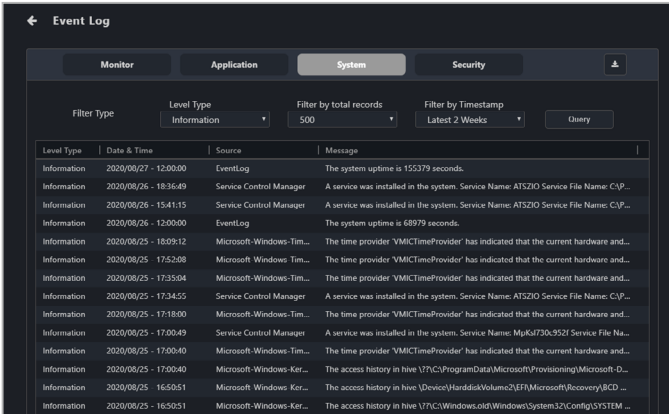 Event Log
Monitor Application System Security
Level Type Filter by total records Filter by Timestamp
Filter Type Information 500 Latest 2 Weeks Query
Level Type Date & Time Source Message
Information 2020/08/27 - 12:00:00 EventLog The system uptime is 155379 seconds.
Information 2020/08/26 - 18:36:49 Service Control Manager A service was installed in the system. Service Name: ATSZIO Service File Name: C:\P...
Information 2020/08/26 - 15:41:15 Service Control Manager A service was installed in the system. Service Name: ATSZIO Service File Name: C:\P...
Information 2020/08/26 - 12:00:00 EventLog The system uptime is 68979 seconds.
Information 2020/08/25 - 18:09:12 Microsoft-Windows-Tim... The time provider 'VMICTimeProvider' has indicated that the current hardware and...
Information 2020/08/25 - 17:52:08 Microsoft-Windows-Tim... The time provider 'VMICTimeProvider' has indicated that the current hardware and...
Information 2020/08/25 - 17:35:04 Microsoft-Windows-Tim... The time provider 'VMICTimeProvider' has indicated that the current hardware and...
Information 2020/08/25 - 17:34:55 Service Control Manager A service was installed in the system. Service Name: ATSZIO Service File Name: C:\P...
Information 2020/08/25 - 17:18:00 Microsoft-Windows-Tim... The time provider 'VMICTimeProvider' has indicated that the current hardware and...
Information 2020/08/25 - 17:00:49 Service Control Manager A service was installed in the system. Service Name: MpKsl730c952f Service File Na...
Information 2020/08/25 - 17:00:40 Microsoft-Windows-Tim... The time provider 'VMICTimeProvider' has indicated that the current hardware and...
Information 2020/08/25 - 17:00:40 Microsoft-Windows-Ker... The access history in hive \??\C:\ProgramData\Microsoft\Provisioning\Microsoft-D...
Information 2020/08/25 - 16:50:51 Microsoft-Windows-Ker... The access history in hive \Device\HarddiskVolume2\EFI\Microsoft\Recovery\BCD ...
Information 2020/08/25 - 16:50:51 Microsoft-Windows-Ker... The access history in hive \??\C:\Windows.old\Windows\System32\Config\SYSTEM ...